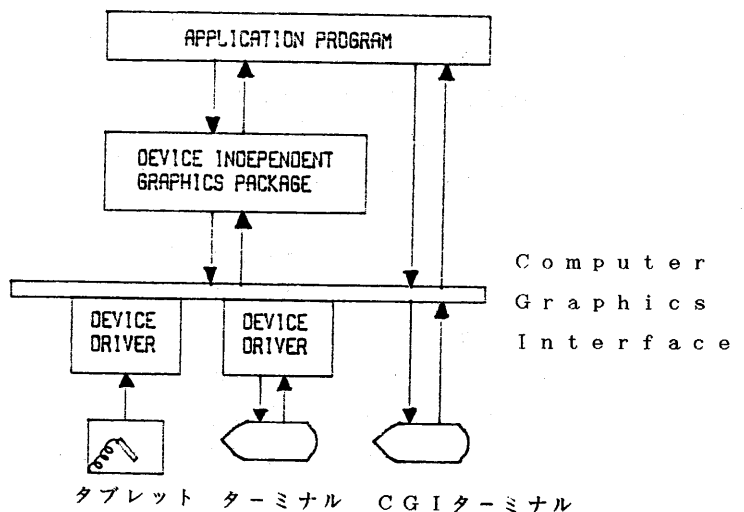 APPLICATION PROGRAM
DEVICE INDEPENDENT
GRAPHICS PACKAGE
Computer
Graphics
Interface
DEVICE
DRIVER
DEVICE
DRIVER
タブレット
ターミナル
CGIターミナル